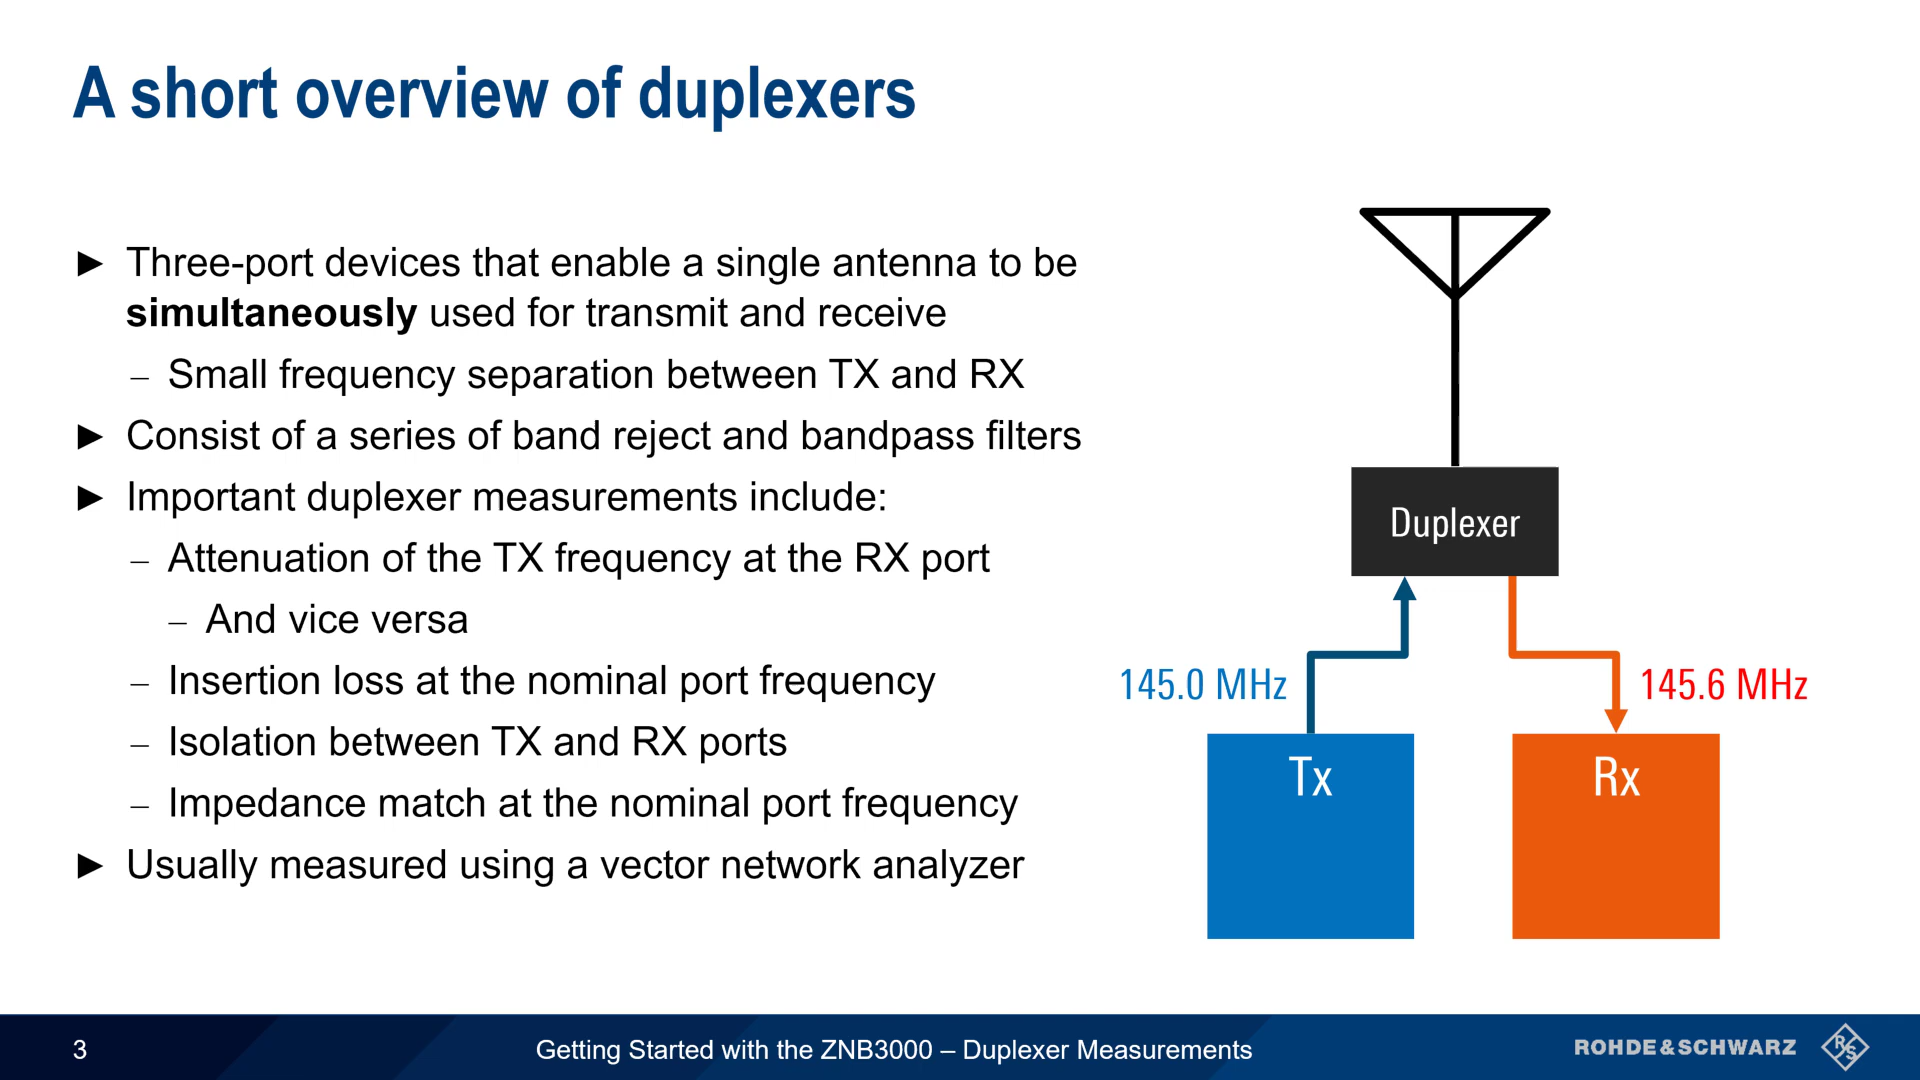 A short overview of duplexers
► Three-port devices that enable a single antenna to be
simultaneously used for transmit and receive
– Small frequency separation between TX and RX
► Consist of a series of band reject and bandpass filters
► Important duplexer measurements include:
– Attenuation of the TX frequency at the RX port
– And vice versa
– Insertion loss at the nominal port frequency
– Isolation between TX and RX ports
– Impedance match at the nominal port frequency
► Usually measured using a vector network analyzer
Duplexer
145.0 MHz
145.6 MHz
Tx
Rx
3
Getting Started with the ZNB3000 – Duplexer Measurements
ROHDE&SCHWARZ
RS